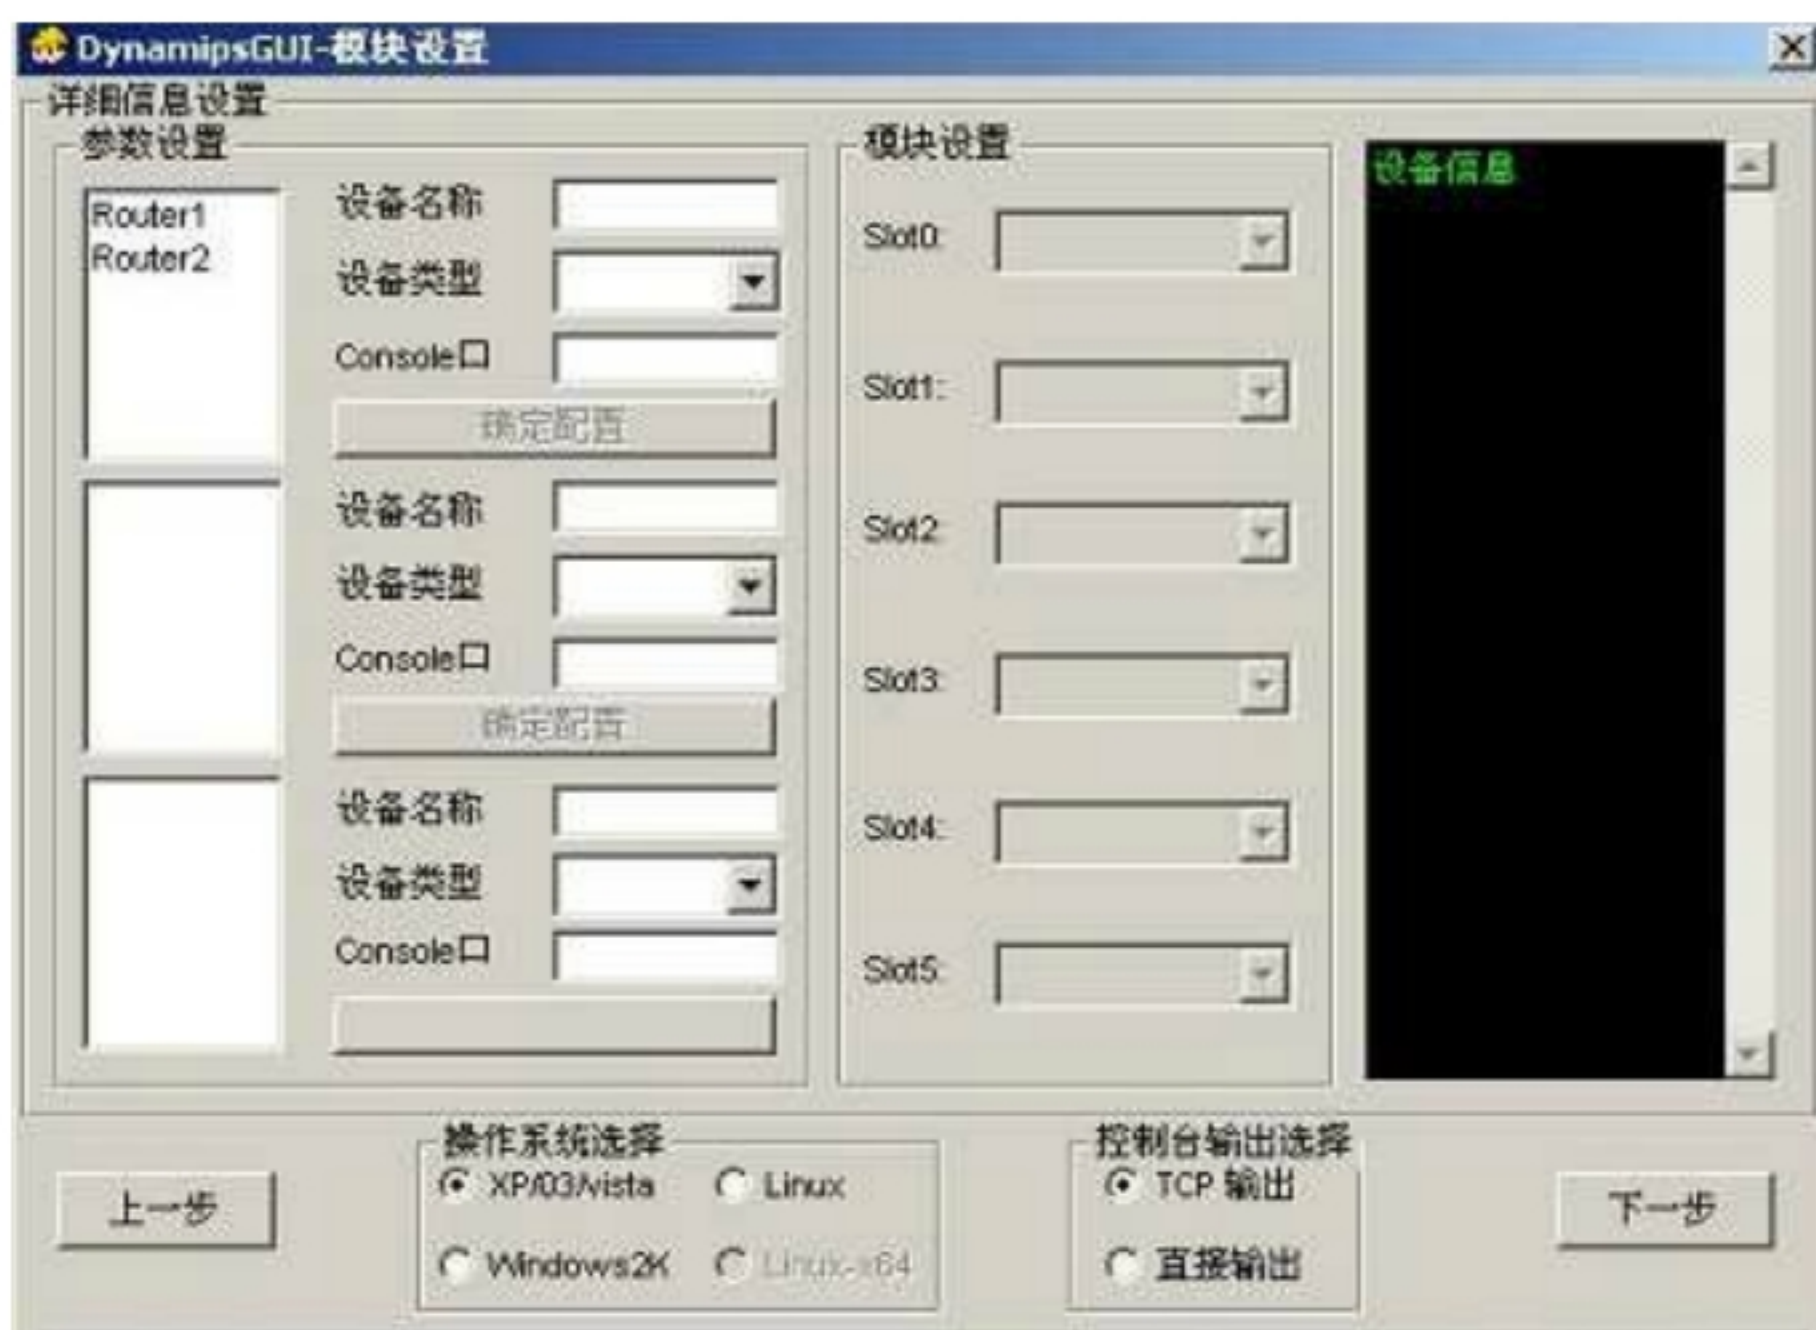 DynamipsGUI-模块设置
详细信息设置
参数设置
Router1
Router2
设备名称
设备类型
Console口
确定配置
设备名称
设备类型
Console口
确定配置
设备名称
设备类型
Console口
模块设置
Slot0:
Slot1:
Slot2:
Slot3:
Slot4:
Slot5:
设备信息
上一步
操作系统选择
XP/03/vista Linux
Windows2K Linux-x64
控制台输出选择
TCP 输出
直接输出
下一步